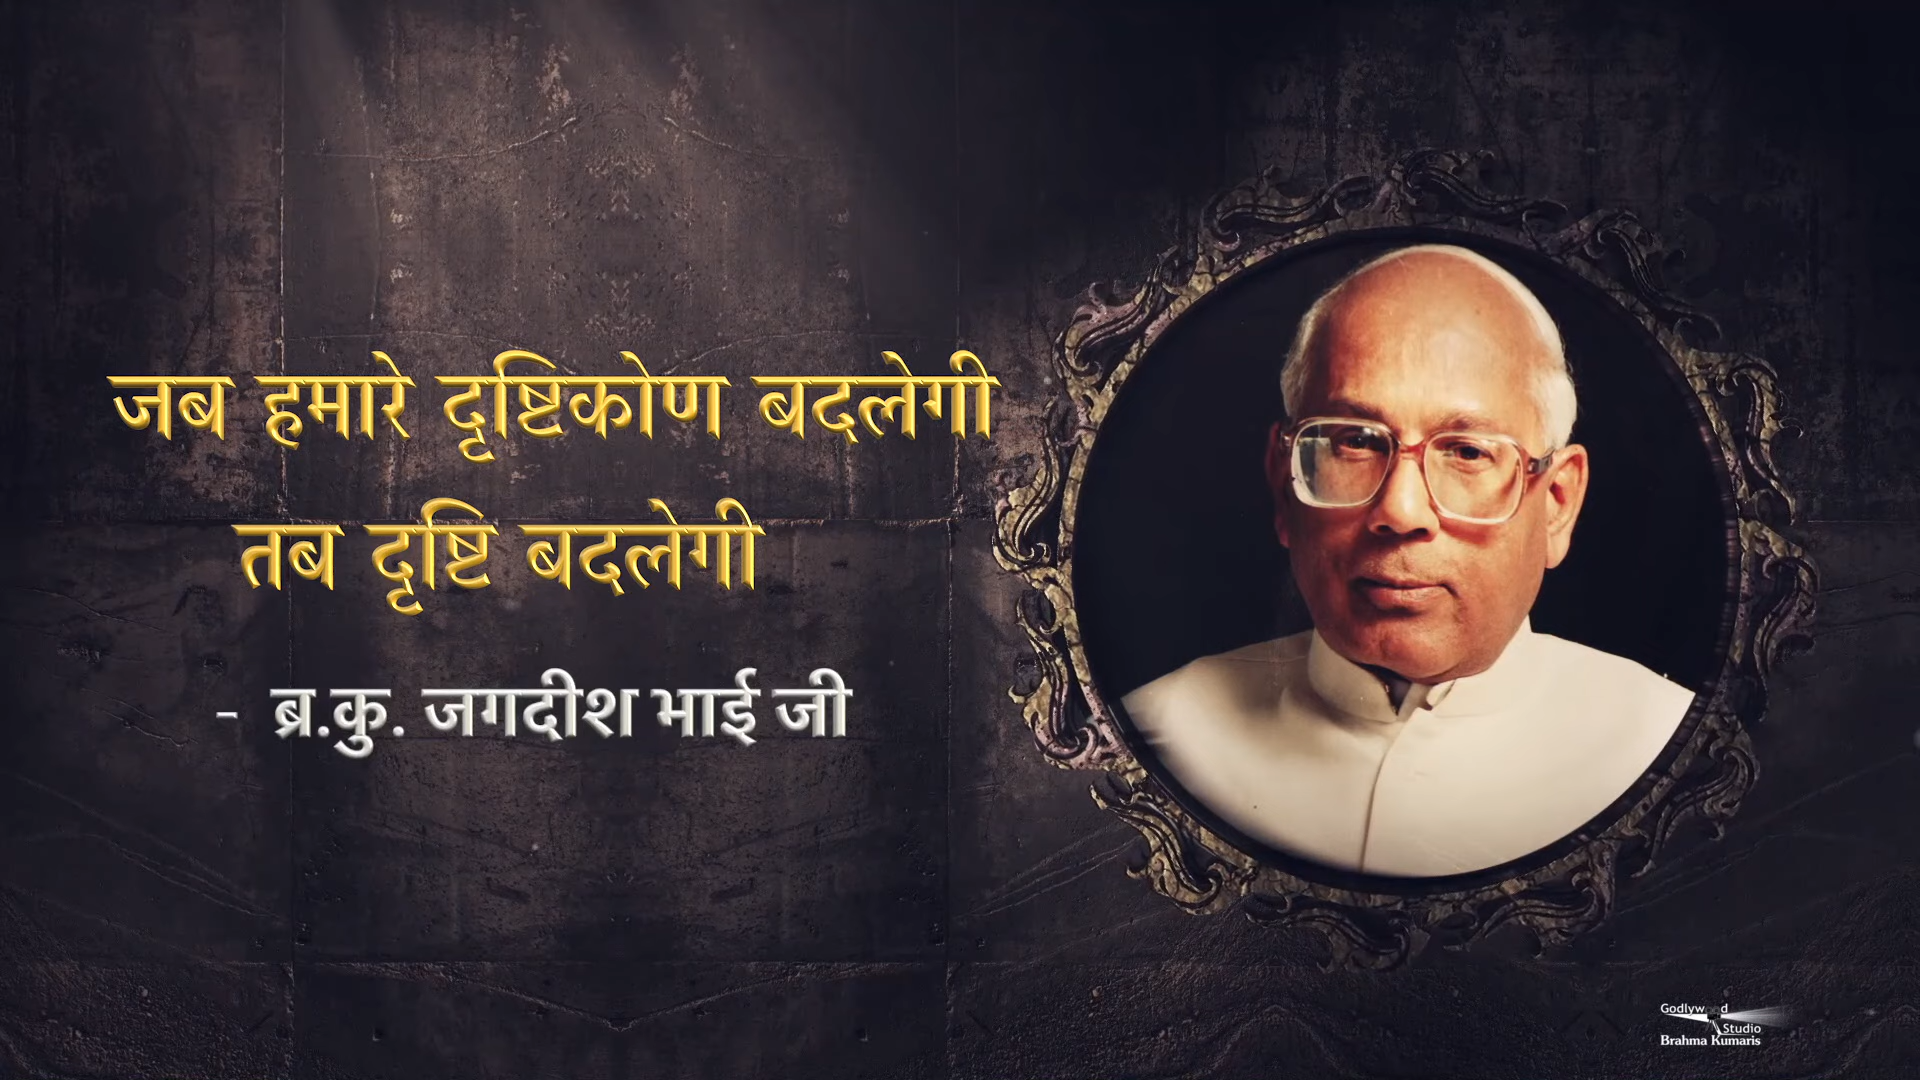 जब हमारे दृष्टिकोण बदलेगी
तब दृष्टि बदलेगी
- ब्र.कु. जगदीश भाई जी
Godlywood
Studio
Brahma Kumaris